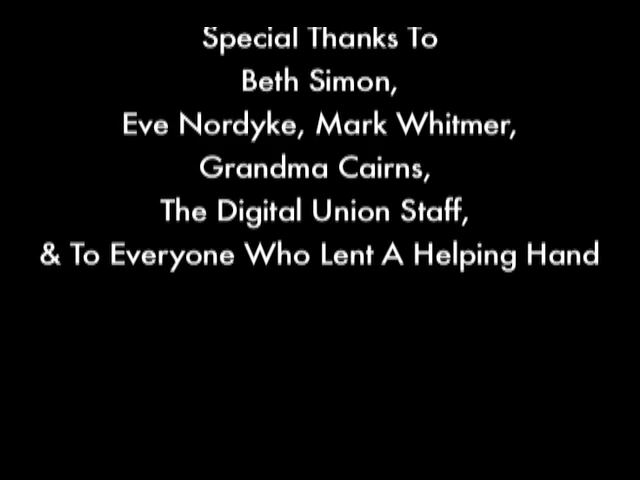 Special Thanks To
Beth Simon,
Eve Nordyke, Mark Whitmer,
Grandma Cairns,
The Digital Union Staff,
& To Everyone Who Lent A Helping Hand